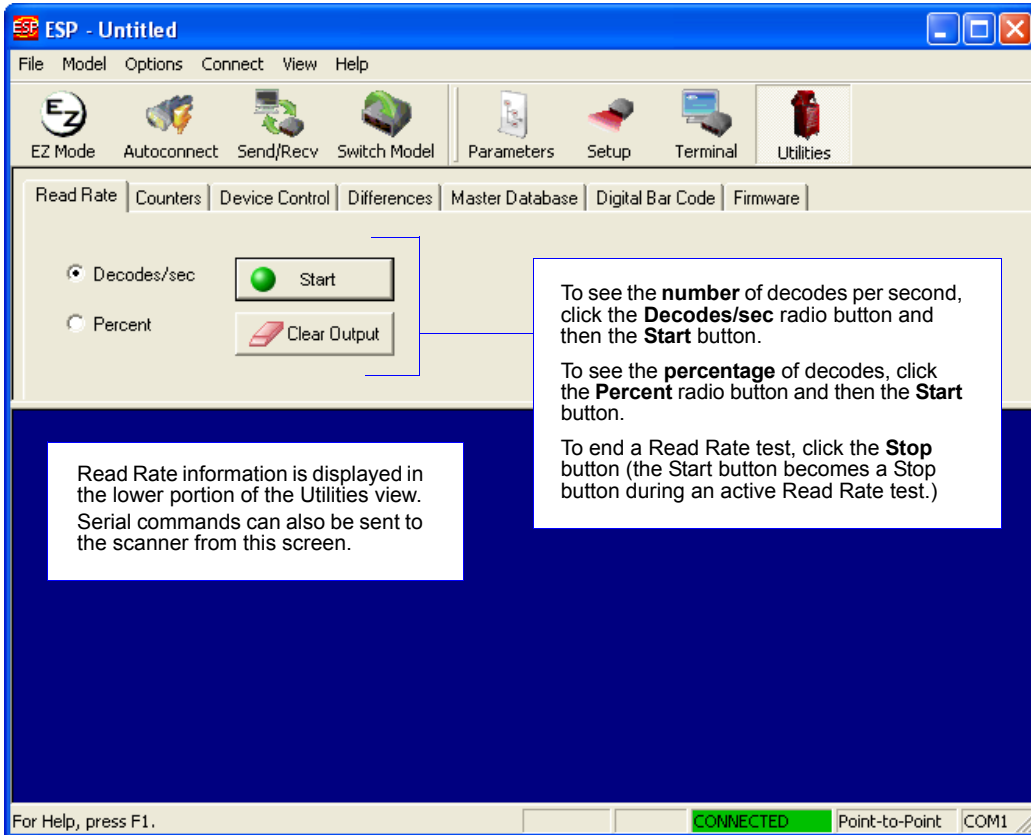 ESP - Untitled
File Model Options Connect View Help
EZ
EZ Mode Autoconnect Send/Recv Switch Model Parameters Setup Terminal Utilities
Read Rate Counters Device Control Differences Master Database Digital Bar Code Firmware
Decodes/sec Start
Percent Clear Output
To see the number of decodes per second,
click the Decodes/sec radio button and
then the Start button.
To see the percentage of decodes, click
the Percent radio button and then the Start
button.
To end a Read Rate test, click the Stop
button (the Start button becomes a Stop
button during an active Read Rate test.)
Read Rate information is displayed in
the lower portion of the Utilities view.
Serial commands can also be sent to
the scanner from this screen.
For Help, press F1. CONNECTED Point-to-Point COM1